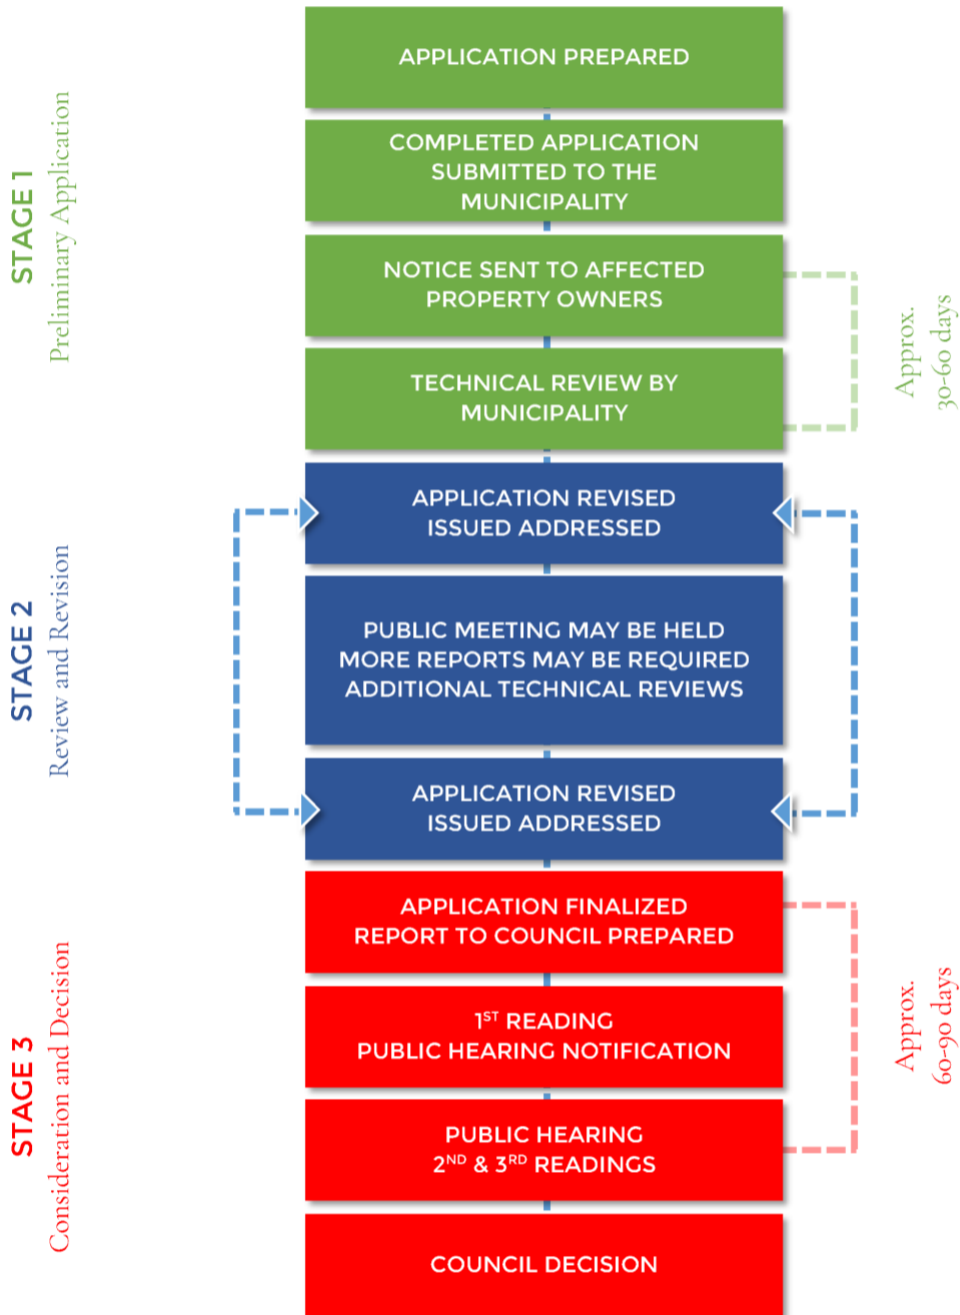 STAGE 1
Preliminary Application
APPLICATION PREPARED
COMPLETED APPLICATION
SUBMITTED TO THE
MUNICIPALITY
NOTICE SENT TO AFFECTED
PROPERTY OWNERS
TECHNICAL REVIEW BY
MUNICIPALITY
Approx.
30-60 days
STAGE 2
Review and Revision
APPLICATION REVISED
ISSUED ADDRESSED
PUBLIC MEETING MAY BE HELD
MORE REPORTS MAY BE REQUIRED
ADDITIONAL TECHNICAL REVIEWS
APPLICATION REVISED
ISSUED ADDRESSED
STAGE 3
Consideration and Decision
APPLICATION FINALIZED
REPORT TO COUNCIL PREPARED
1ST READING
PUBLIC HEARING NOTIFICATION
PUBLIC HEARING
2ND & 3RD READINGS
COUNCIL DECISION
Approx.
60-90 days